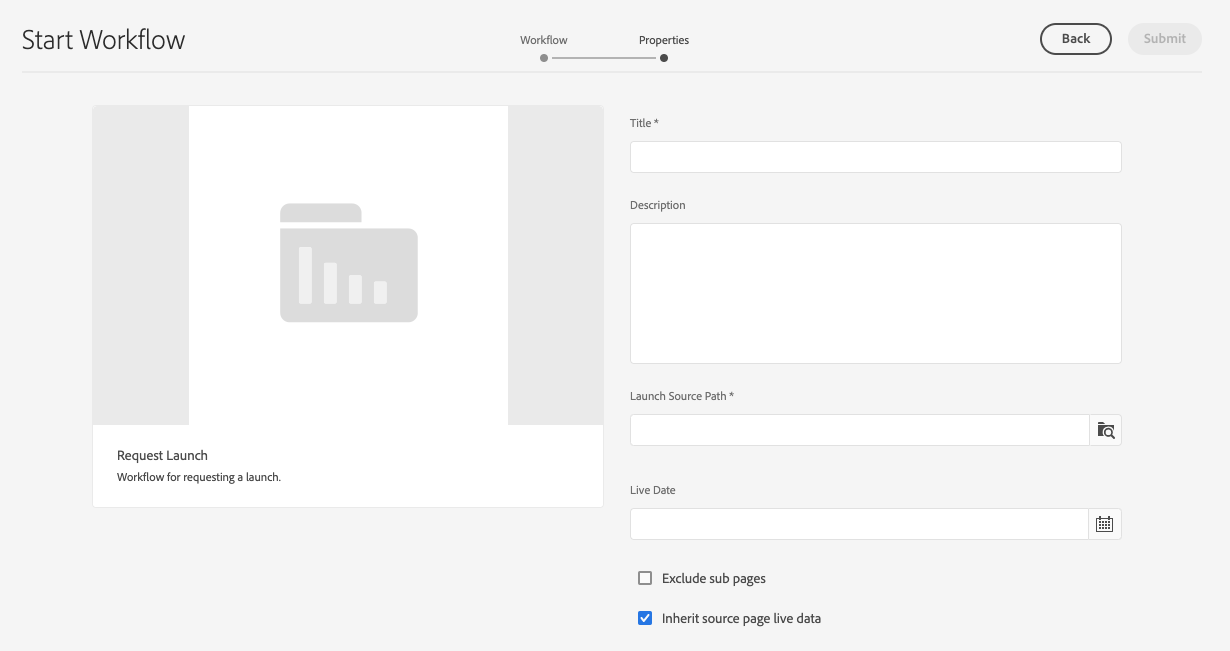 Start Workflow
Workflow
Properties
Back
Submit
Title *
Description
Launch Source Path *
Request Launch
Workflow for requesting a launch.
Live Date
Exclude sub pages
Inherit source page live data